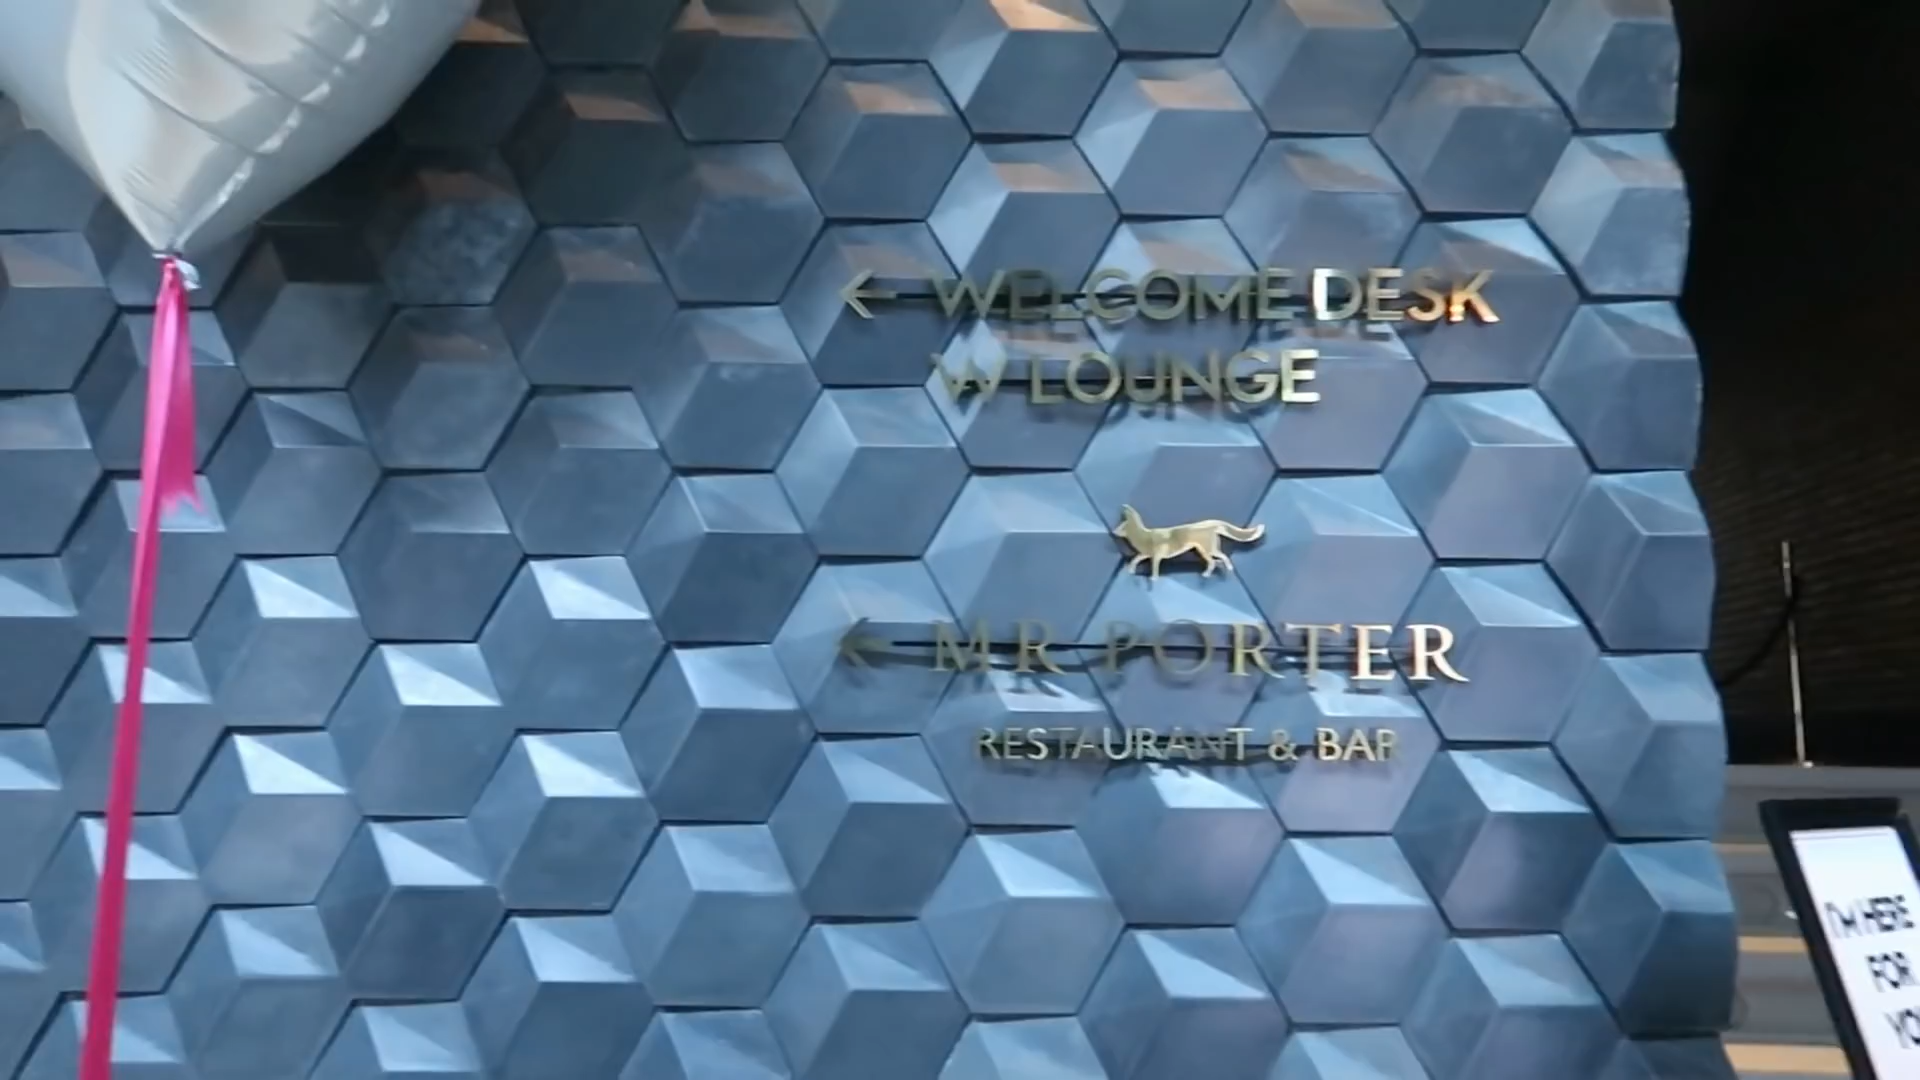 ← WELCOME DESK
W LOUNGE
← MR PORTER
RESTAURANT & BAR
I'M HERE
FOR